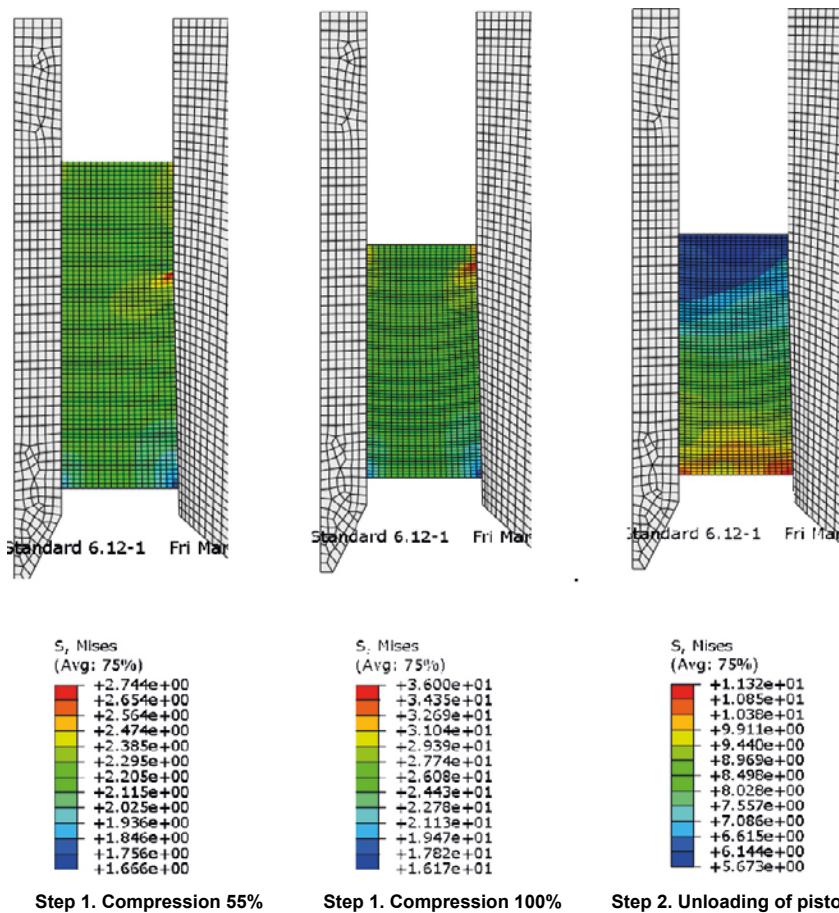 Standard 6.12-1 Fri Mar
Standard 6.12-1 Fri Mar
Standard 6.12-1 Fri Mar
S, Mises
(Avg: 75%)
+2.744e+00
+2.654e+00
+2.564e+00
+2.474e+00
+2.385e+00
+2.295e+00
+2.205e+00
+2.115e+00
+2.025e+00
+1.936e+00
+1.846e+00
+1.756e+00
+1.666e+00
S, Mises
(Avg: 75%)
+3.600e+01
+3.435e+01
+3.269e+01
+3.104e+01
+2.939e+01
+2.774e+01
+2.608e+01
+2.443e+01
+2.278e+01
+2.113e+01
+1.947e+01
+1.782e+01
+1.617e+01
S, Mises
(Avg: 75%)
+1.132e+01
+1.085e+01
+1.038e+01
+9.911e+00
+9.440e+00
+8.969e+00
+8.498e+00
+8.028e+00
+7.557e+00
+7.086e+00
+6.615e+00
+6.144e+00
+5.673e+00
Step 1. Compression 55%
Step 1. Compression 100%
Step 2. Unloading of pisto